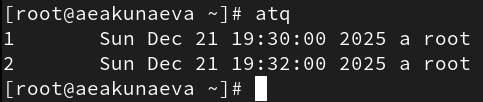 [root@aeakunaeva ~]# atq
1       Sun Dec 21 19:30:00 2025 a root
2       Sun Dec 21 19:32:00 2025 a root
[root@aeakunaeva ~]#